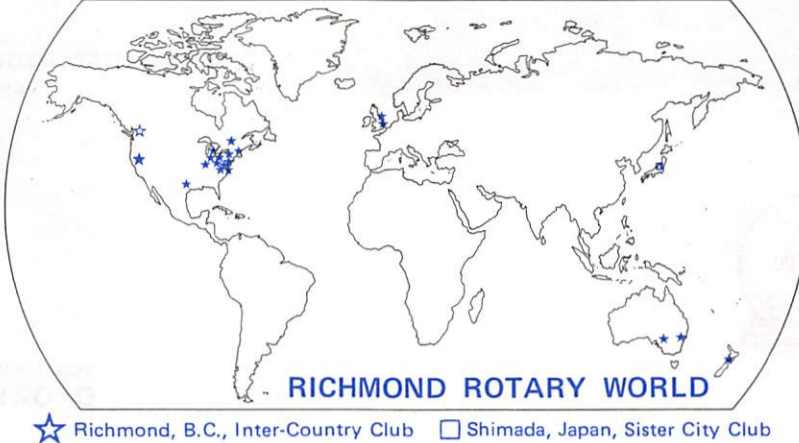 RICHMOND ROTARY WORLD
Richmond, B.C., Inter-Country Club
Shimada, Japan, Sister City Club